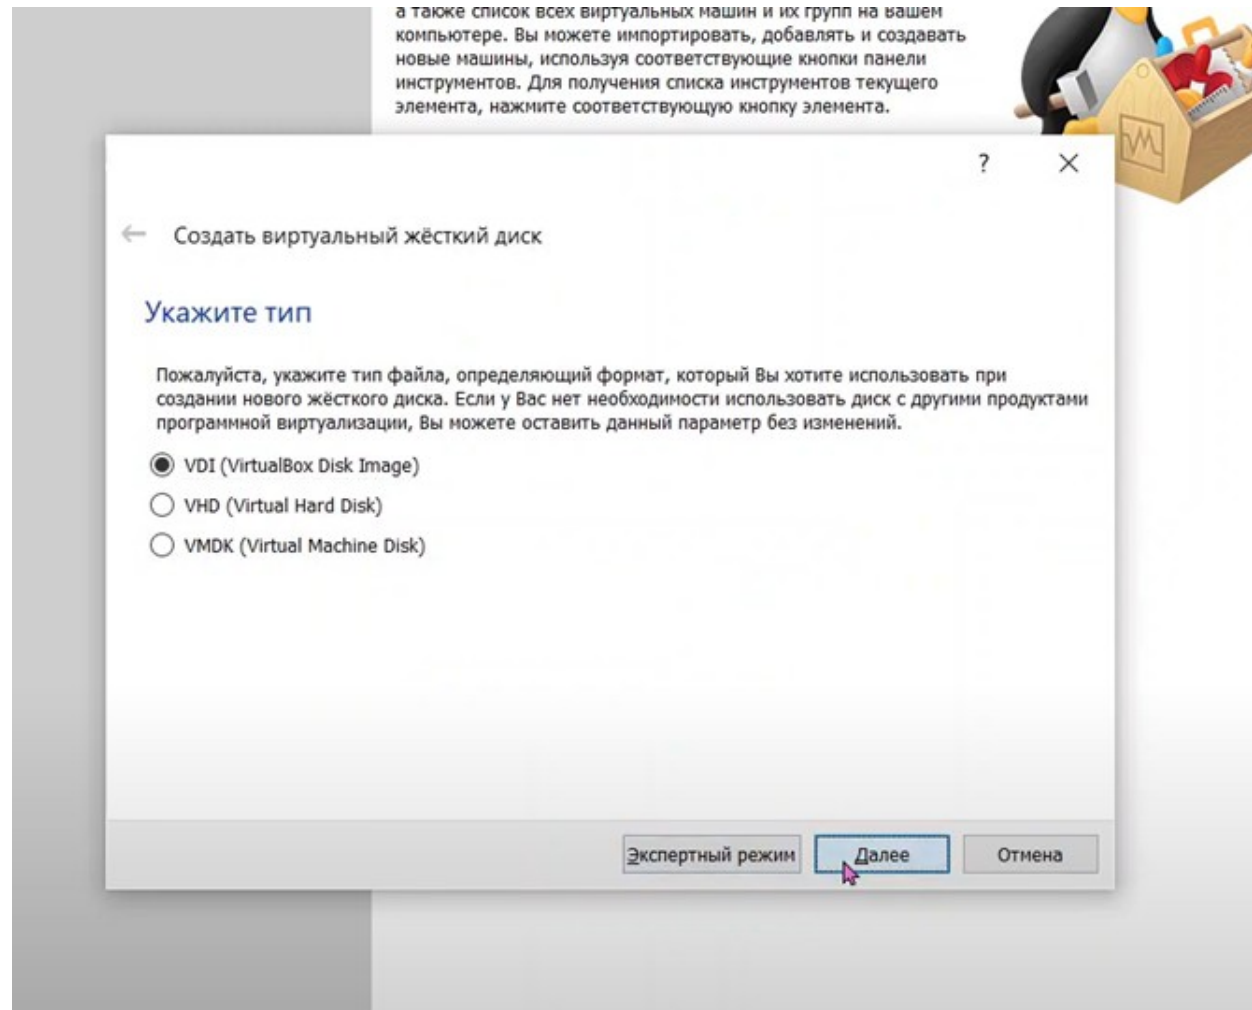 а также список всех виртуальных машин и их групп на вашем
компьютере. Вы можете импортировать, добавлять и создавать
новые машины, используя соответствующие кнопки панели
инструментов. Для получения списка инструментов текущего
элемента, нажмите соответствующую кнопку элемента.
?
Создать виртуальный жёсткий диск
Укажите тип
Пожалуйста, укажите тип файла, определяющий формат, который Вы хотите использовать при
создании нового жёсткого диска. Если у Вас нет необходимости использовать диск с другими продуктами
программной виртуализации, Вы можете оставить данный параметр без изменений.
VDI (VirtualBox Disk Image)
VHD (Virtual Hard Disk)
VMDK (Virtual Machine Disk)
Экспертный режим Далее Отмена